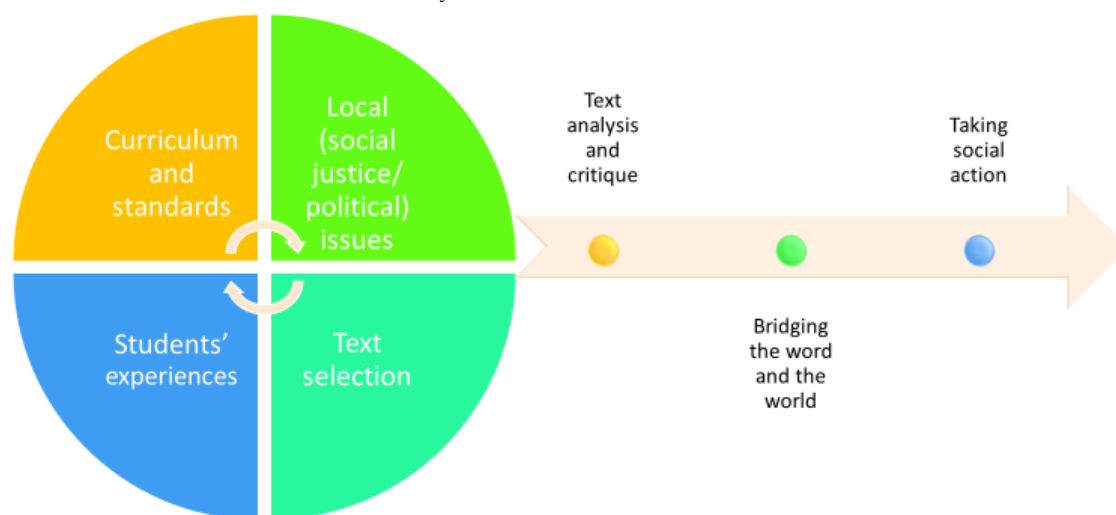 Curriculum
and
standards
Local
(social
justice/
political)
issues
Students’
experiences
Text
selection
Text
analysis
and
critique
Bridging
the word
and the
world
Taking
social
action